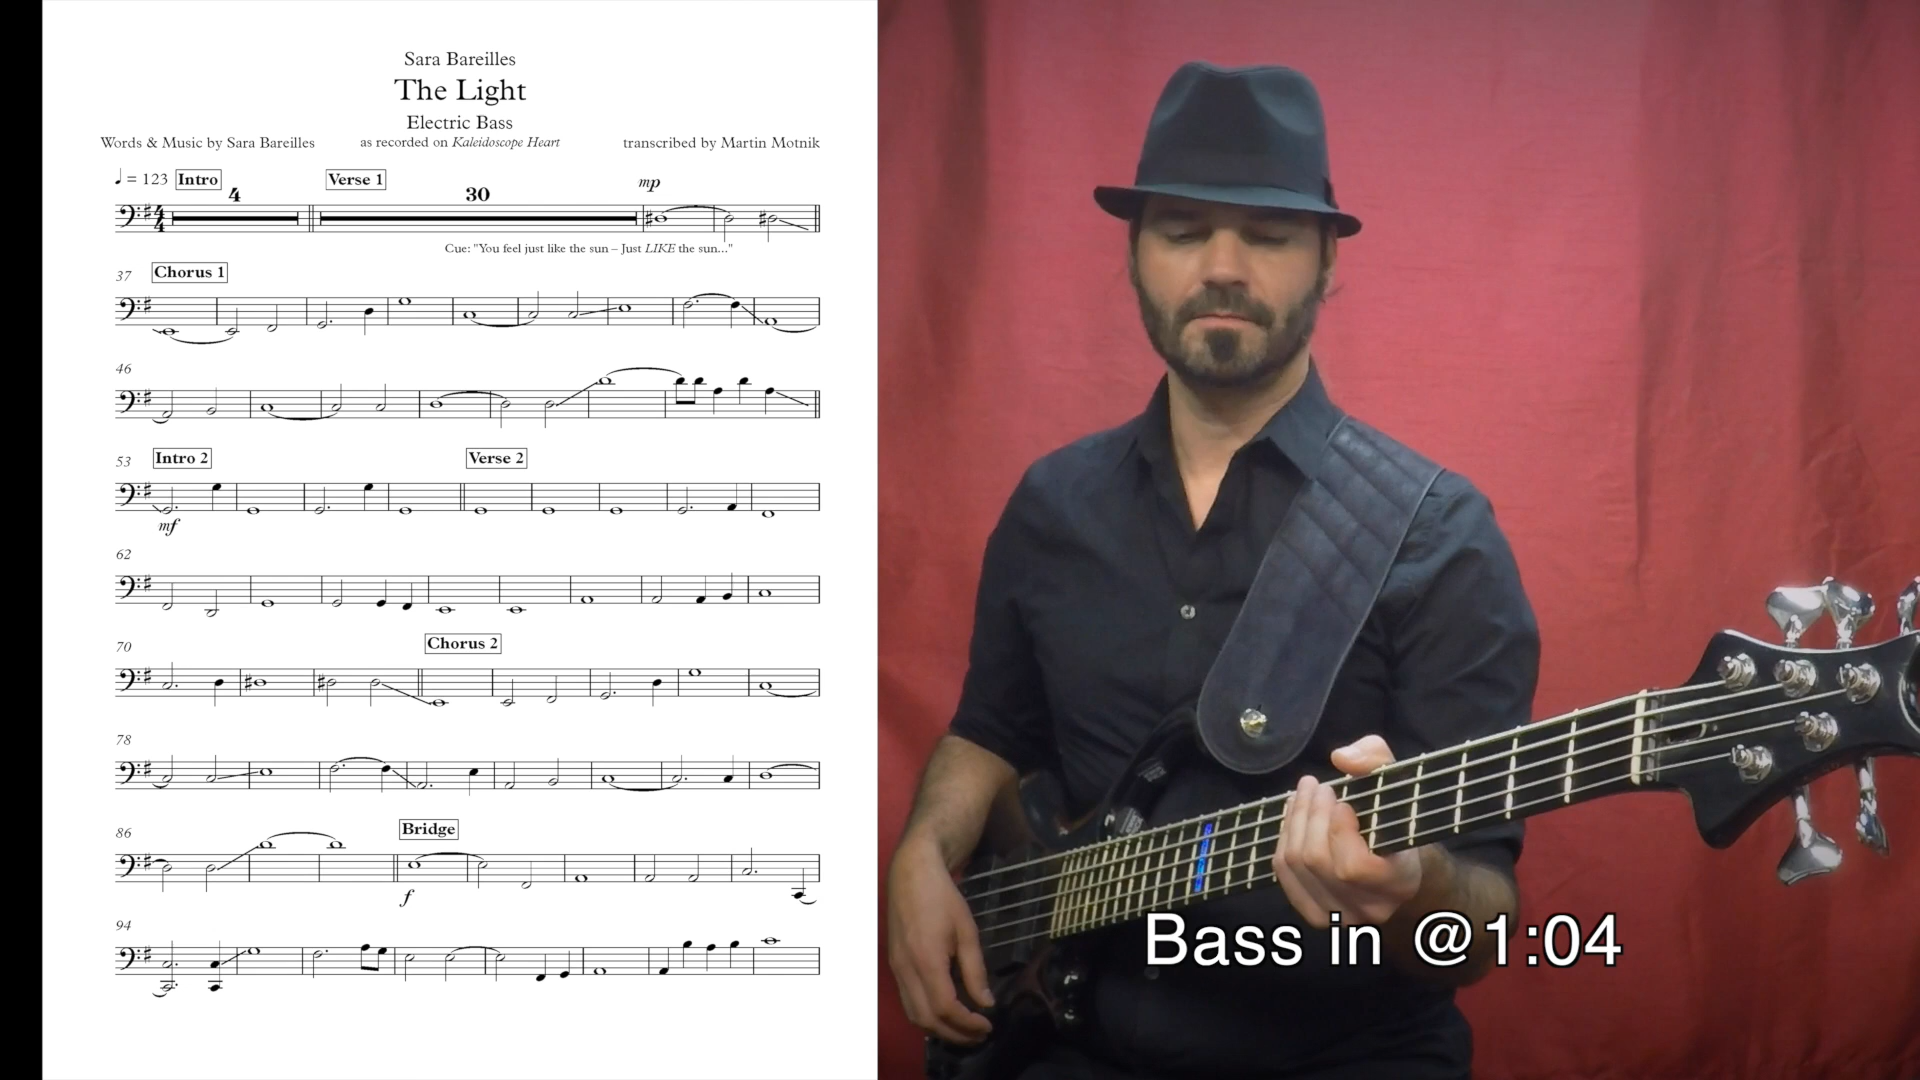 Sara Bareilles
The Light
Electric Bass
Words & Music by Sara Bareilles as recorded on Kaleidoscope Heart transcribed by Martin Motnik
♩ = 123 Intro 4 Verse 1 30 mp
Cue: "You feel just like the sun – Just LIKE the sun..."
37 Chorus 1
46
53 Intro 2 Verse 2
mf
62
70 Chorus 2
78
86 Bridge
f
94
Bass in @1:04